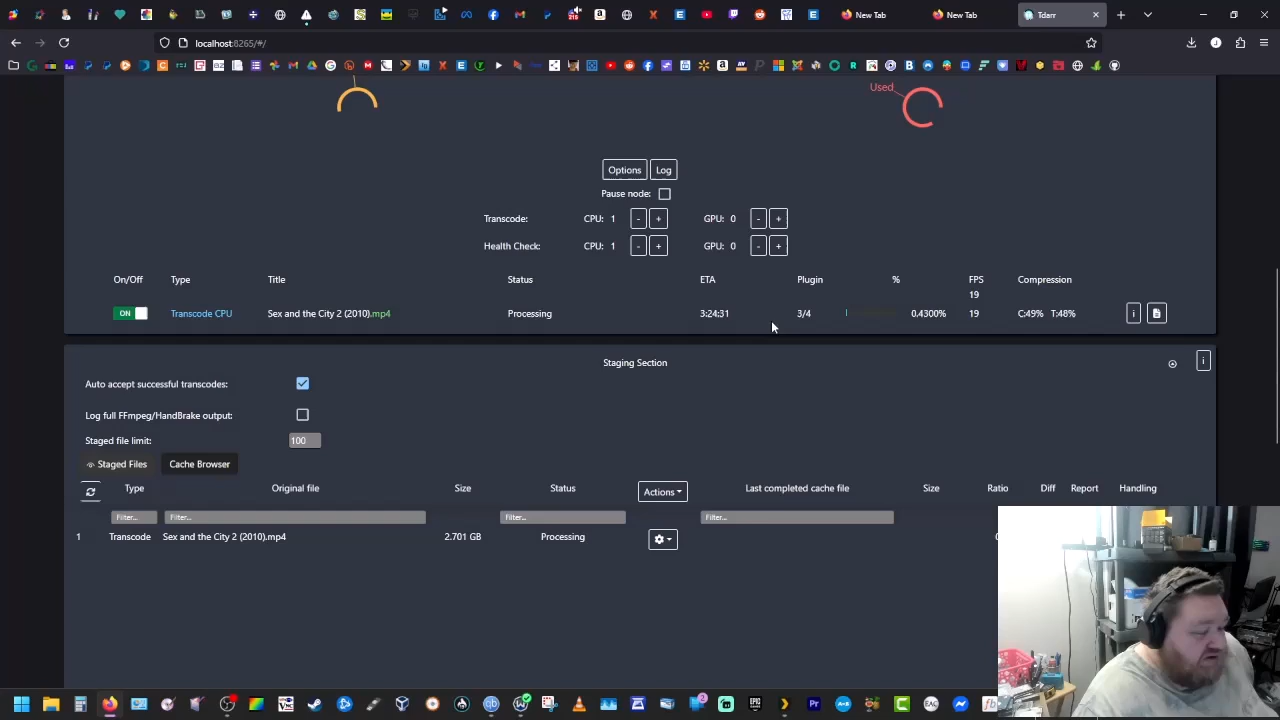 New Tab
New Tab
Tdarr
localhost:8265/#/
Used
Options Log
Pause node:
Transcode: CPU: 1 - + GPU: 0 - +
Health Check: CPU: 1 - + GPU: 0 - +
On/Off Type Title Status ETA Plugin % FPS Compression
19
ON Transcode CPU Sex and the City 2 (2010).mp4 Processing 3:24:31 3/4 0.4300% 19 C:49% T:48% i
Staging Section i
Auto accept successful transcodes:
Log full FFmpeg/HandBrake output:
Staged file limit: 100
Staged Files Cache Browser
Type Original file Size Status Actions Last completed cache file Size Ratio Diff Report Handling
Filter... Filter... Filter... Filter...
1 Transcode Sex and the City 2 (2010).mp4 2.701 GB Processing